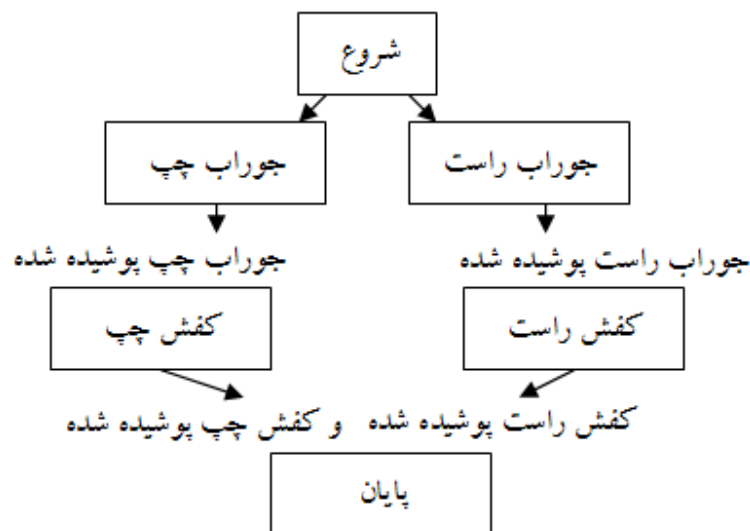 شروع
جوراب راست
جوراب چپ
جوراب راست پوشیده شده
جوراب چپ پوشیده شده
کفش راست
کفش چپ
کفش راست پوشیده شده و کفش چپ پوشیده شده
پایان